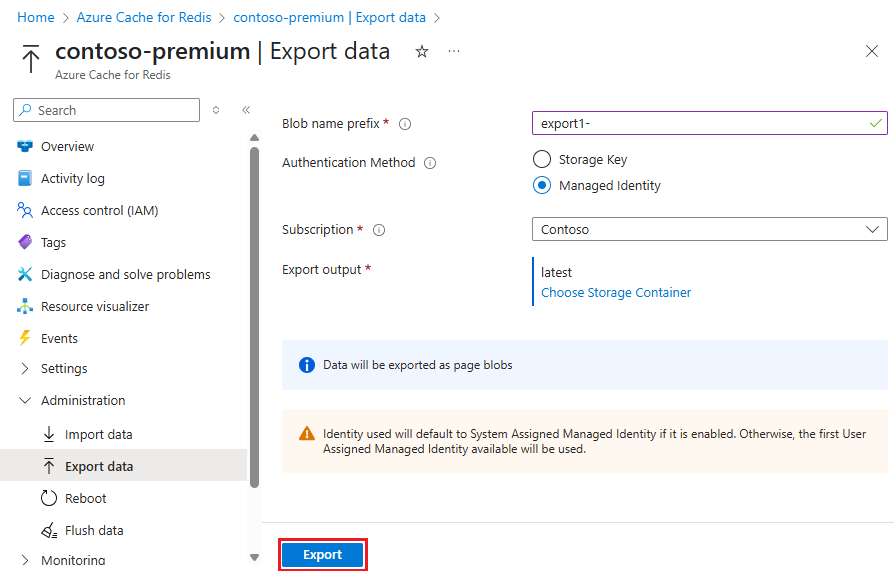 Home > Azure Cache for Redis > contoso-premium | Export data >
contoso-premium | Export data ...
Azure Cache for Redis
Search
Overview
Activity log
Access control (IAM)
Tags
Diagnose and solve problems
Resource visualizer
Events
Settings
Administration
Import data
Export data
Reboot
Flush data
Monitoring
Blob name prefix *
export1-
Authentication Method
Storage Key
Managed Identity
Subscription *
Contoso
Export output *
latest
Choose Storage Container
Data will be exported as page blobs
Identity used will default to System Assigned Managed Identity if it is enabled. Otherwise, the first User
Assigned Managed Identity available will be used.
Export